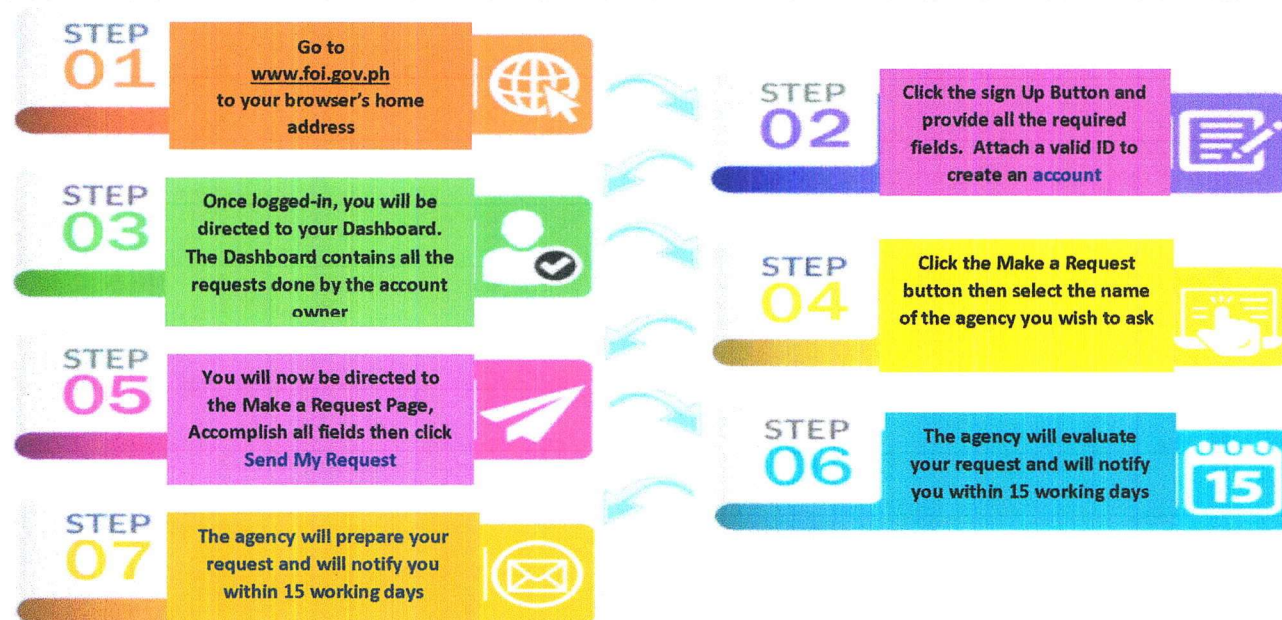 STEP
01
Go to
www.foi.gov.ph
to your browser's home
address
STEP
02
Click the sign Up Button and
provide all the required
fields. Attach a valid ID to
create an account
STEP
03
Once logged-in, you will be
directed to your Dashboard.
The Dashboard contains all the
requests done by the account
owner
STEP
04
Click the Make a Request
button then select the name
of the agency you wish to ask
STEP
05
You will now be directed to
the Make a Request Page,
Accomplish all fields then click
Send My Request
STEP
06
The agency will evaluate
your request and will notify
you within 15 working days
15
STEP
07
The agency will prepare your
request and will notify you
within 15 working days